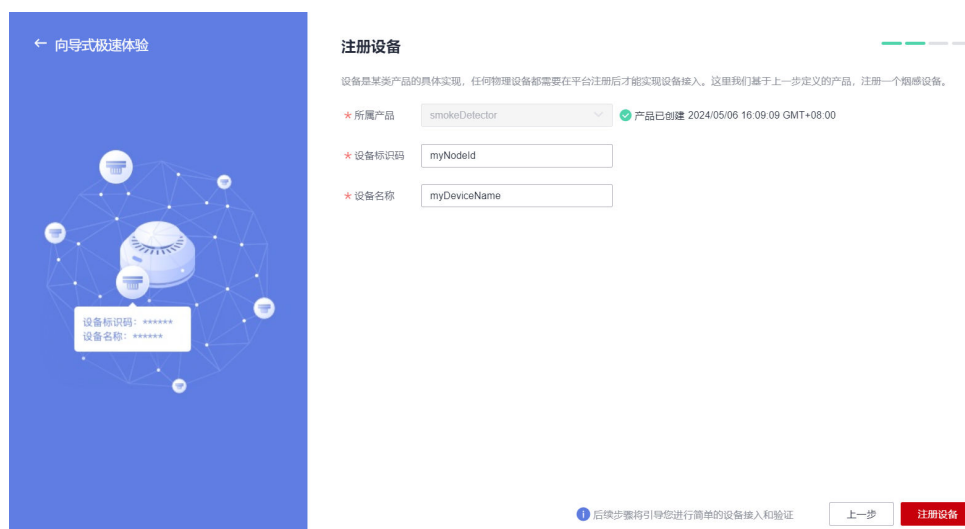 ← 向导式极速体验
注册设备
设备是某类产品的具体实现，任何物理设备都需要在平台注册后才能实现设备接入。这里我们基于上一步定义的产品，注册一个烟感设备。
* 所属产品 smokeDetector 产品已创建 2024/05/06 16:09:09 GMT+08:00
* 设备标识码 myNodeId
* 设备名称 myDeviceName
设备标识码：******
设备名称：******
后续步骤将引导您进行简单的设备接入和验证 上一步 注册设备